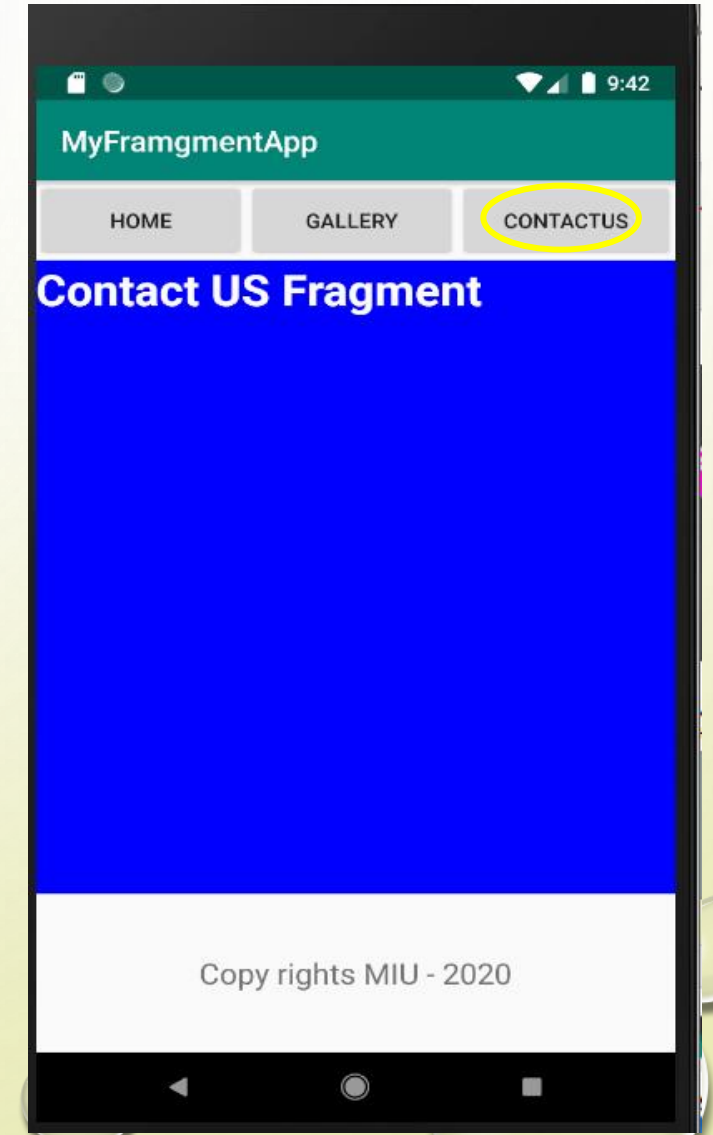 9:42
MyFramgmentApp
HOME GALLERY CONTACTUS
Contact US Fragment
Copy rights MIU - 2020